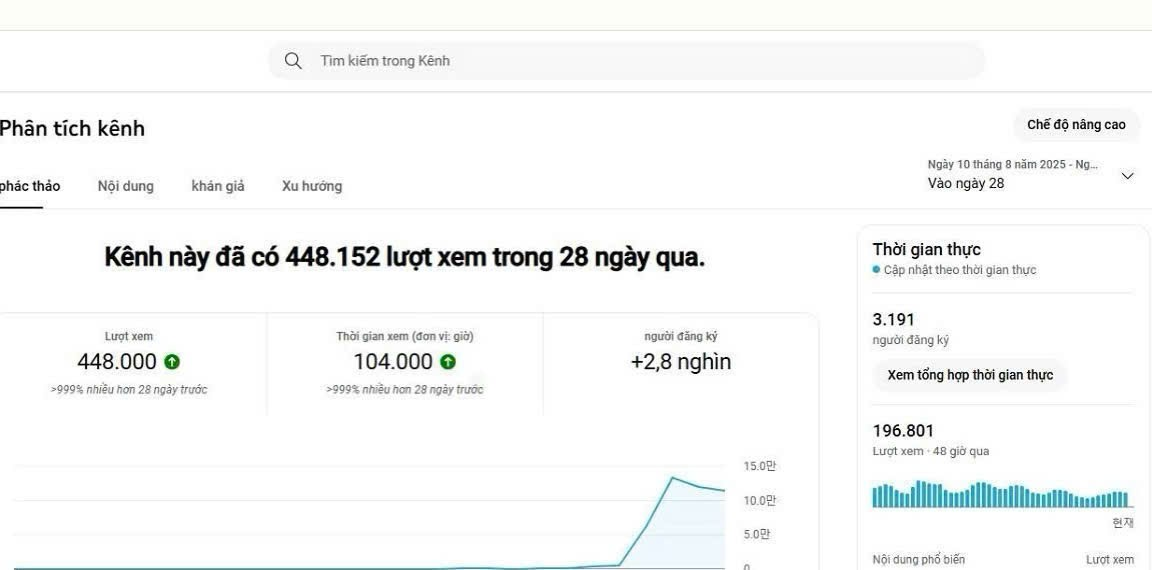 Tìm kiếm trong Kênh
Phân tích kênh
Chế độ nâng cao
phác thảo
Nội dung
khán giả
Xu hướng
Ngày 10 tháng 8 năm 2025 - Ng...
Vào ngày 28
Kênh này đã có 448.152 lượt xem trong 28 ngày qua.
Lượt xem
448.000
>999% nhiều hơn 28 ngày trước
Thời gian xem (đơn vị: giờ)
104.000
>999% nhiều hơn 28 ngày trước
người đăng ký
+2,8 nghìn
15.0만
10.0만
5.0만
0
Thời gian thực
Cập nhật theo thời gian thực
3.191
người đăng ký
Xem tổng hợp thời gian thực
196.801
Lượt xem · 48 giờ qua
현재
Nội dung phổ biến
Lượt xem